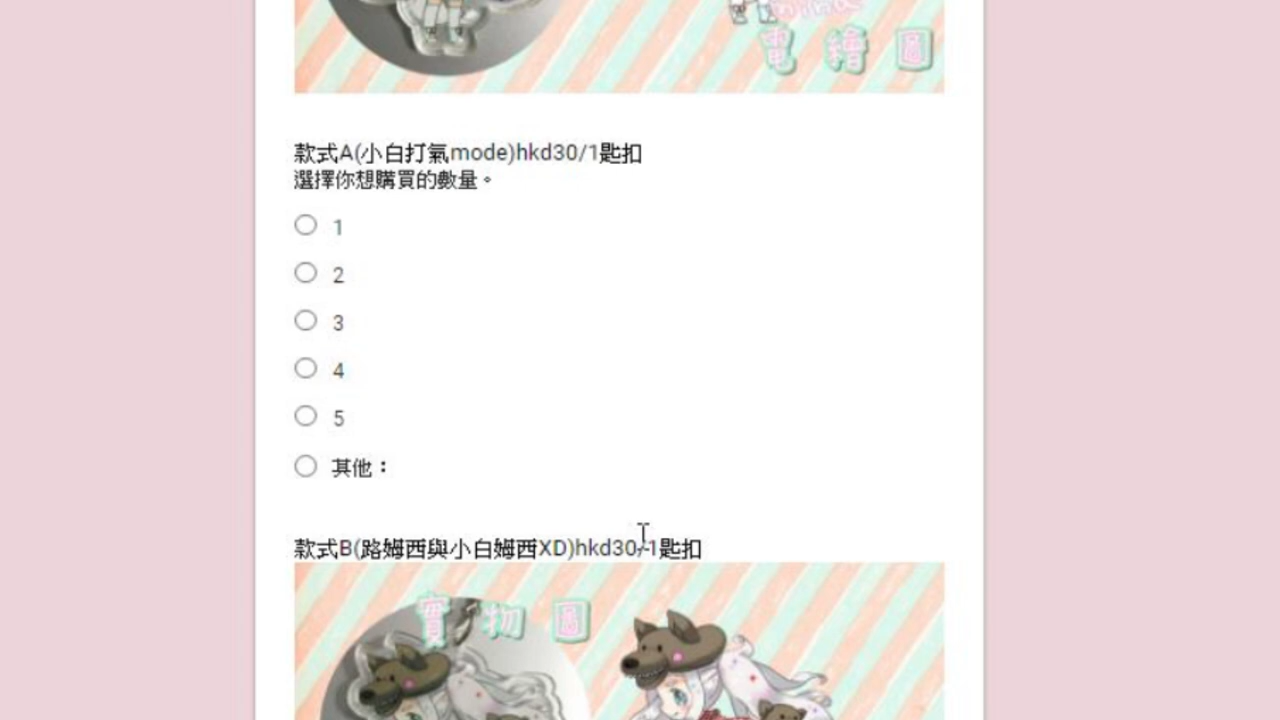 電繪圖
款式A(小白打氣mode)hkd30/1匙扣
選擇你想購買的數量。
1
2
3
4
5
其他：
款式B(路姆西與小白姆西XD)hkd30/1匙扣
實物圖